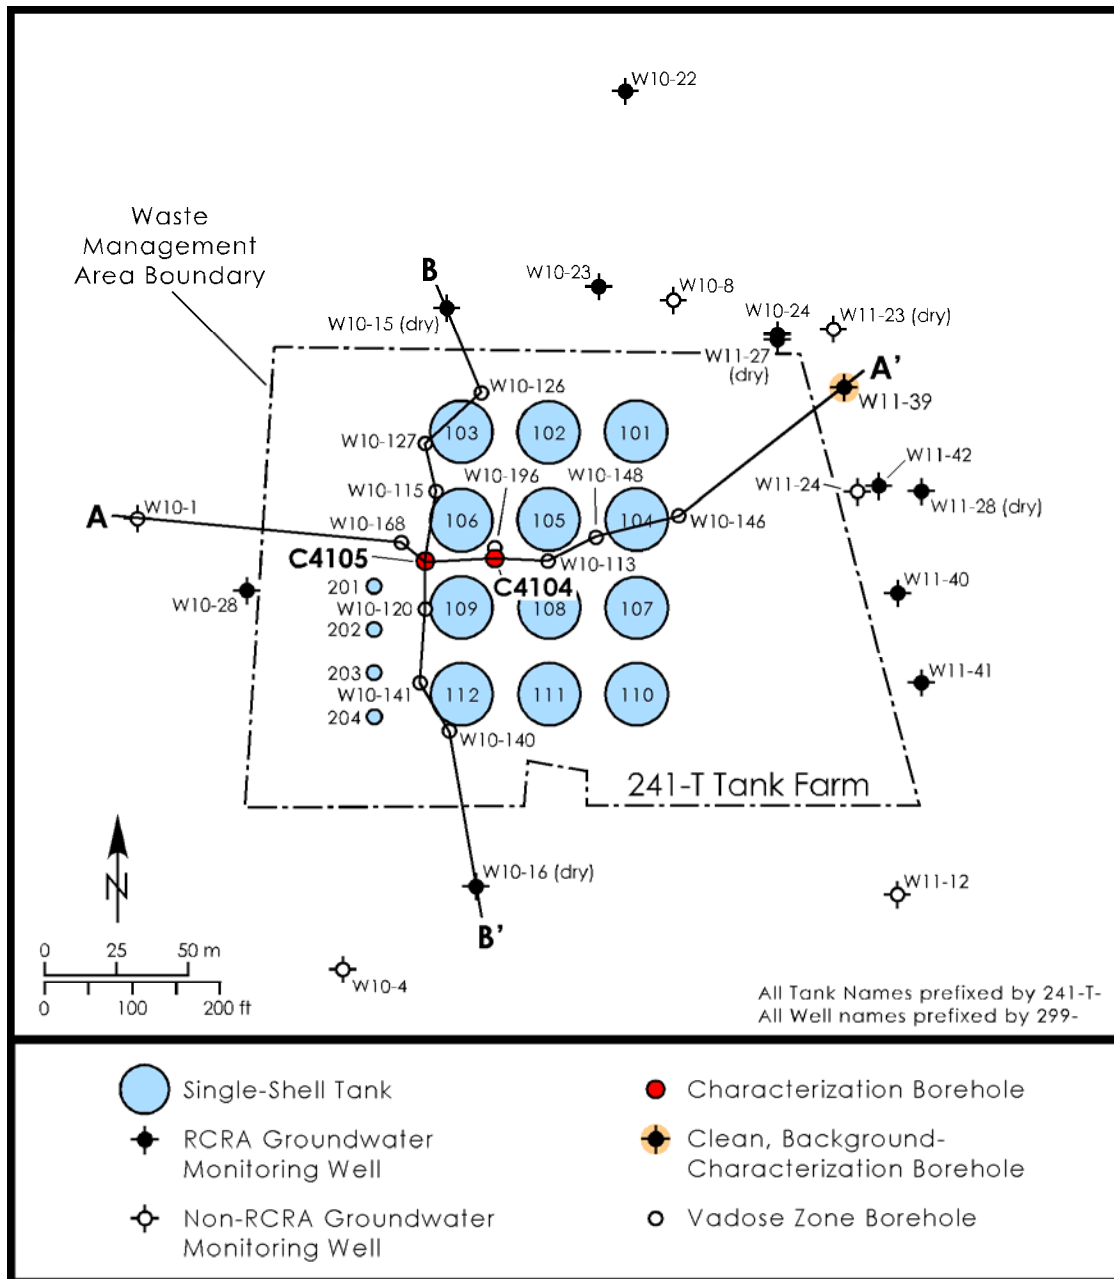 W10-22
Waste
Management
Area Boundary
B
W10-23
W10-8
W10-15 (dry)
W10-24
W11-23 (dry)
W11-27
(dry)
A’
W11-39
W10-126
103
102
101
W10-127
W10-196
W10-148
W11-42
W10-115
W11-24
W11-28 (dry)
A
W10-1
W10-168
106
105
104
W10-146
C4105
W10-113
C4104
W10-28
201
W10-120
202
109
108
107
W11-40
203
W10-141
204
112
111
110
W11-41
W10-140
241-T Tank Farm
N
W10-16 (dry)
W11-12
B’
0 25 50 m
0 100 200 ft
W10-4
All Tank Names prefixed by 241-T-
All Well names prefixed by 299-
Single-Shell Tank
RCRA Groundwater
Monitoring Well
Non-RCRA Groundwater
Monitoring Well
Characterization Borehole
Clean, Background-
Characterization Borehole
Vadose Zone Borehole